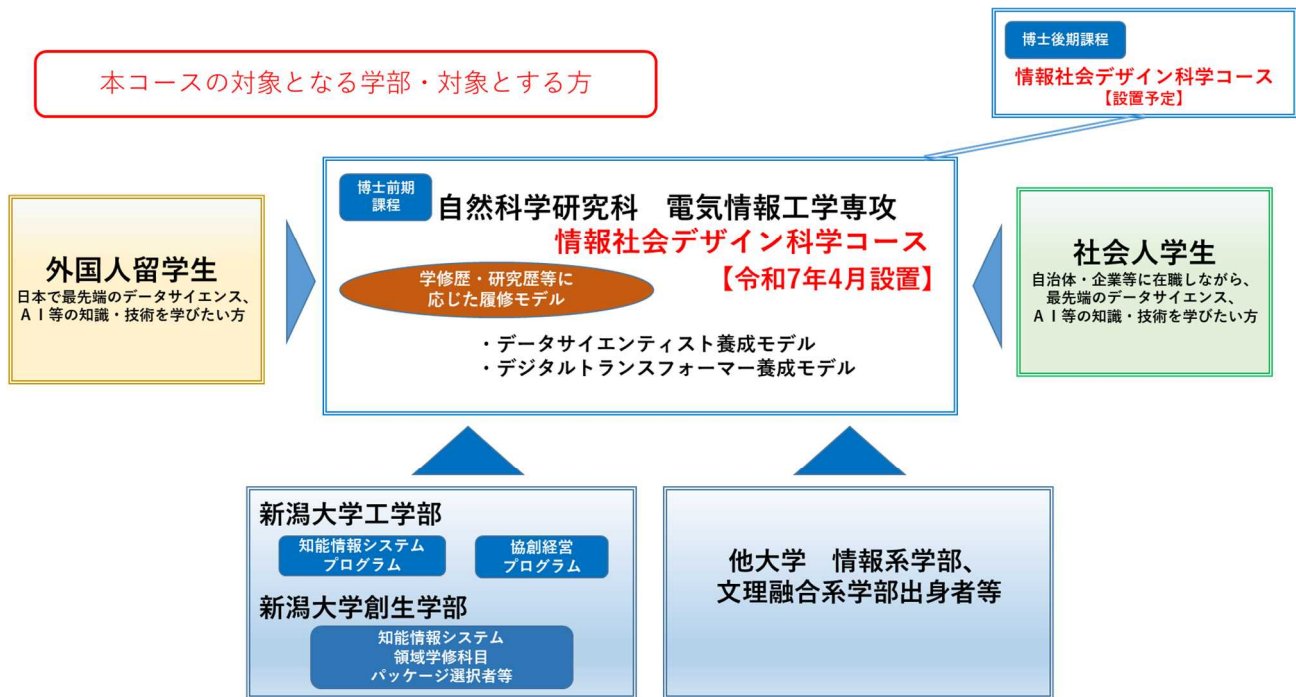 本コースの対象となる学部・対象とする方
博士後期課程
情報社会デザイン科学コース
【設置予定】
博士前期
課程
自然科学研究科　電気情報工学専攻
情報社会デザイン科学コース
【令和7年4月設置】
学修歴・研究歴等に
応じた履修モデル
・データサイエンティスト養成モデル
・デジタルトランスフォーマー養成モデル
外国人留学生
日本で最先端のデータサイエンス、
ＡＩ等の知識・技術を学びたい方
社会人学生
自治体・企業等に在職しながら、
最先端のデータサイエンス、
ＡＩ等の知識・技術を学びたい方
新潟大学工学部
知能情報システム
プログラム
協創経営
プログラム
新潟大学創生学部
知能情報システム
領域学修科目
パッケージ選択者等
他大学　情報系学部、
文理融合系学部出身者等